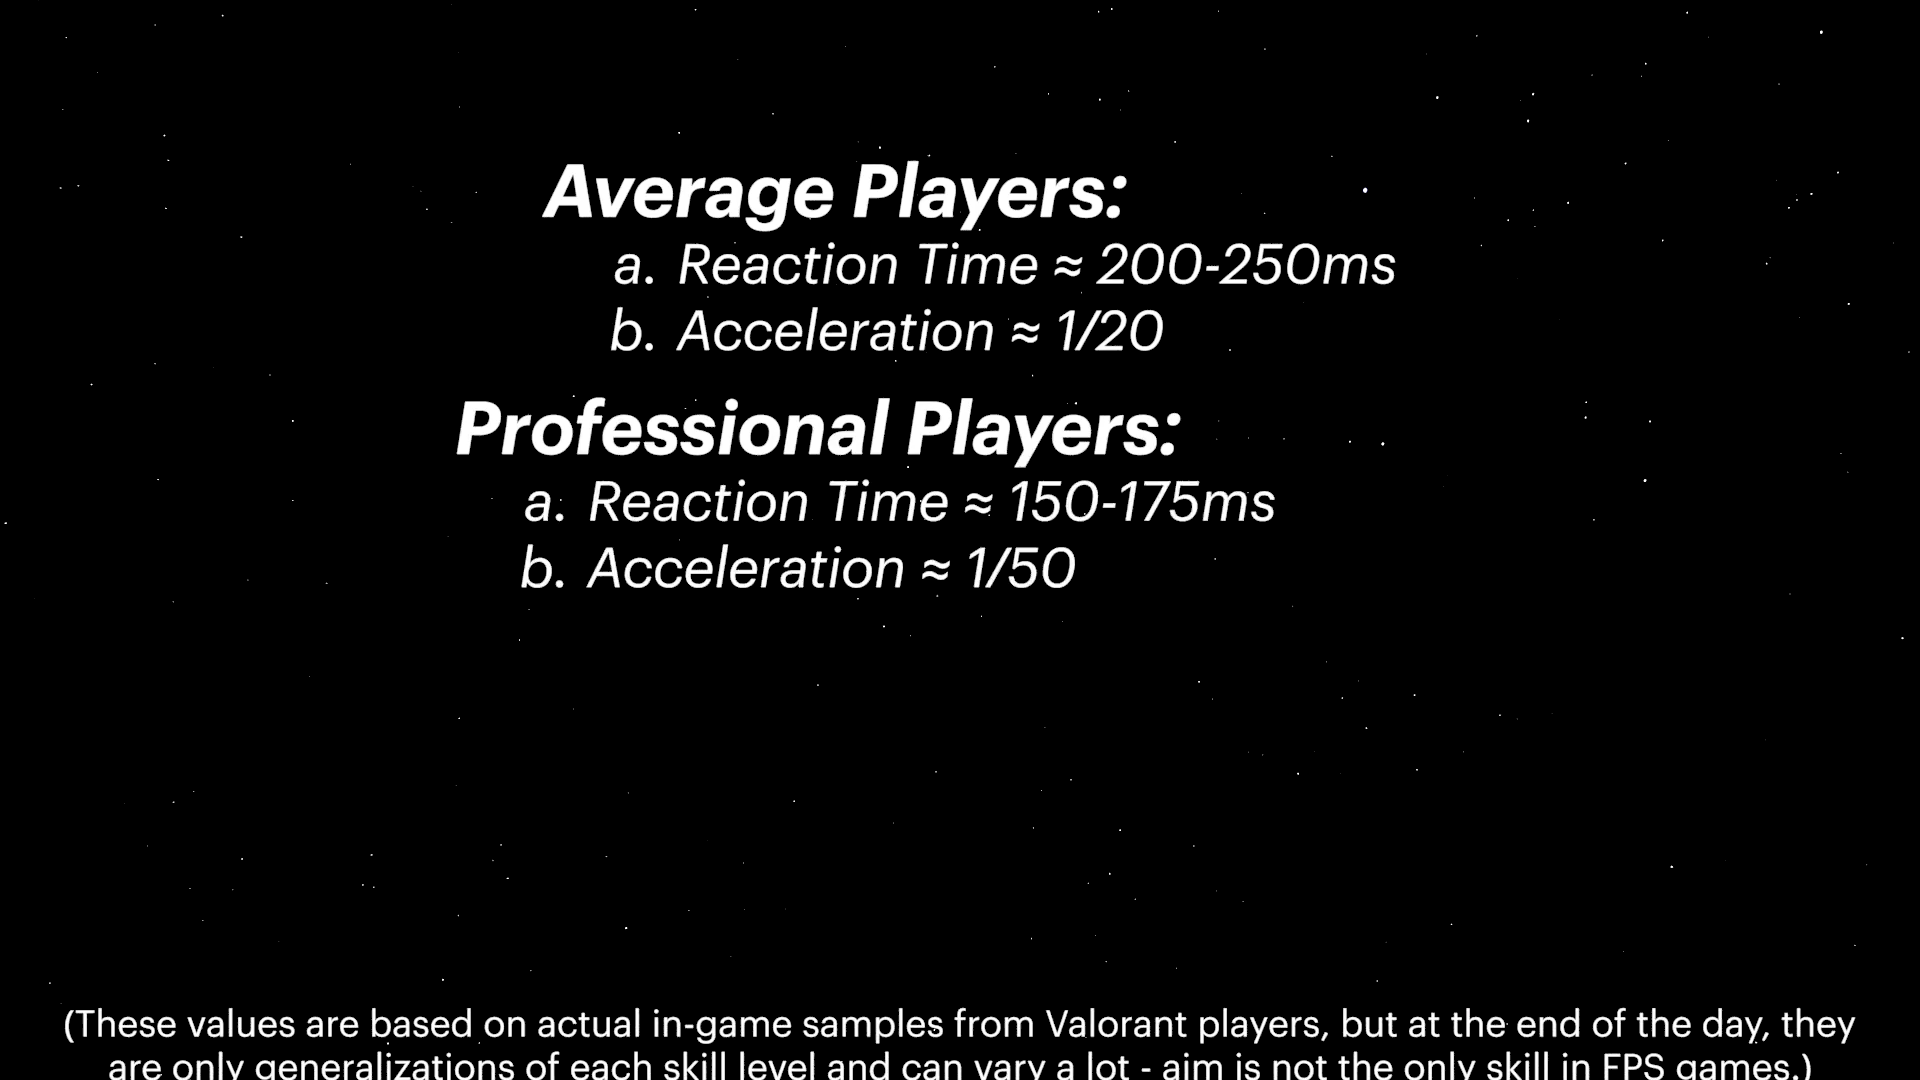 Average Players:
a. Reaction Time ≈ 200-250ms
b. Acceleration ≈ 1/20
Professional Players:
a. Reaction Time ≈ 150-175ms
b. Acceleration ≈ 1/50
(These values are based on actual in-game samples from Valorant players, but at the end of the day, they
are only generalizations of each skill level and can vary a lot - aim is not the only skill in FPS games.)